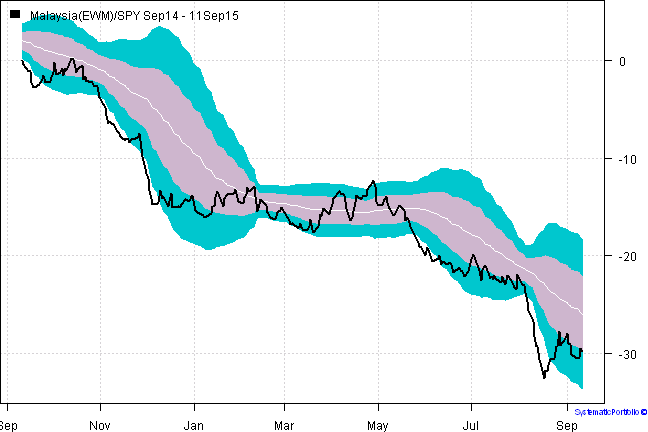 Malaysia(EWM)/SPY Sep14 - 11Sep15
0
-10
-20
-30
Sep Nov Jan Mar May Jul Sep
SystematicPortfolio ©